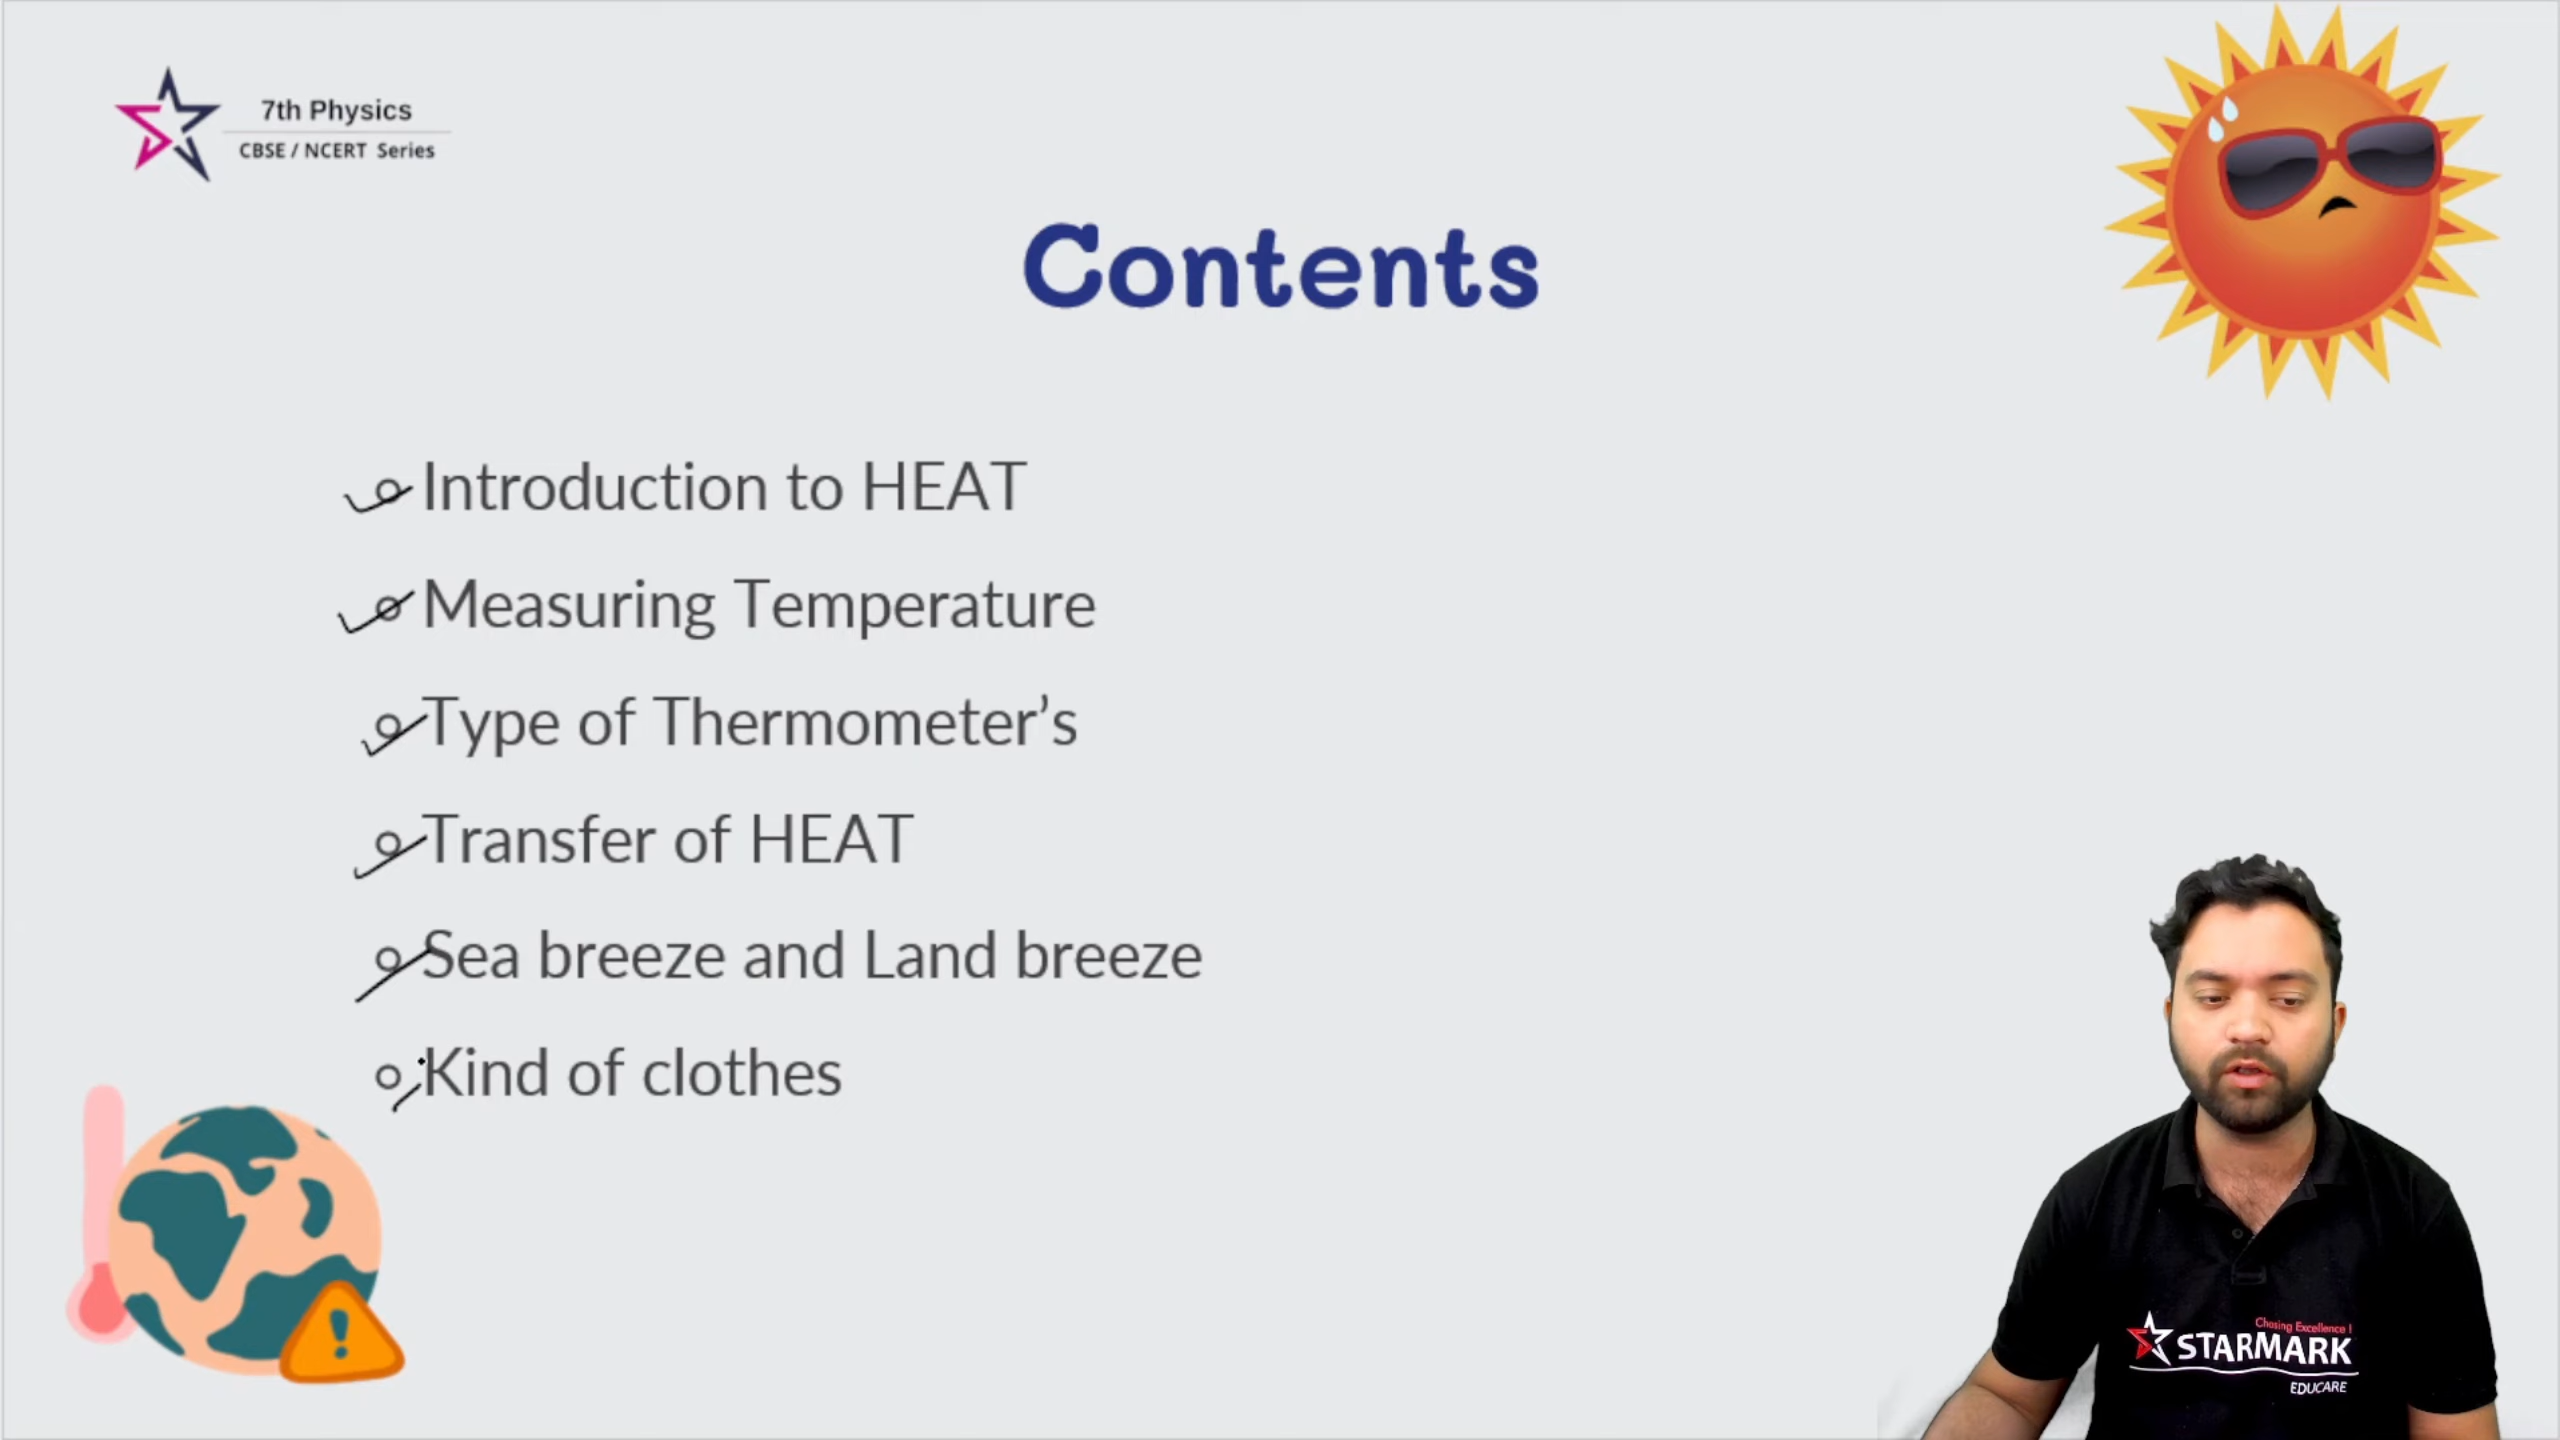 7th Physics
CBSE / NCERT Series
Contents
Introduction to HEAT
Measuring Temperature
Type of Thermometer’s
Transfer of HEAT
Sea breeze and Land breeze
Kind of clothes
Chasing Excellence !
STARMARK
EDUCARE